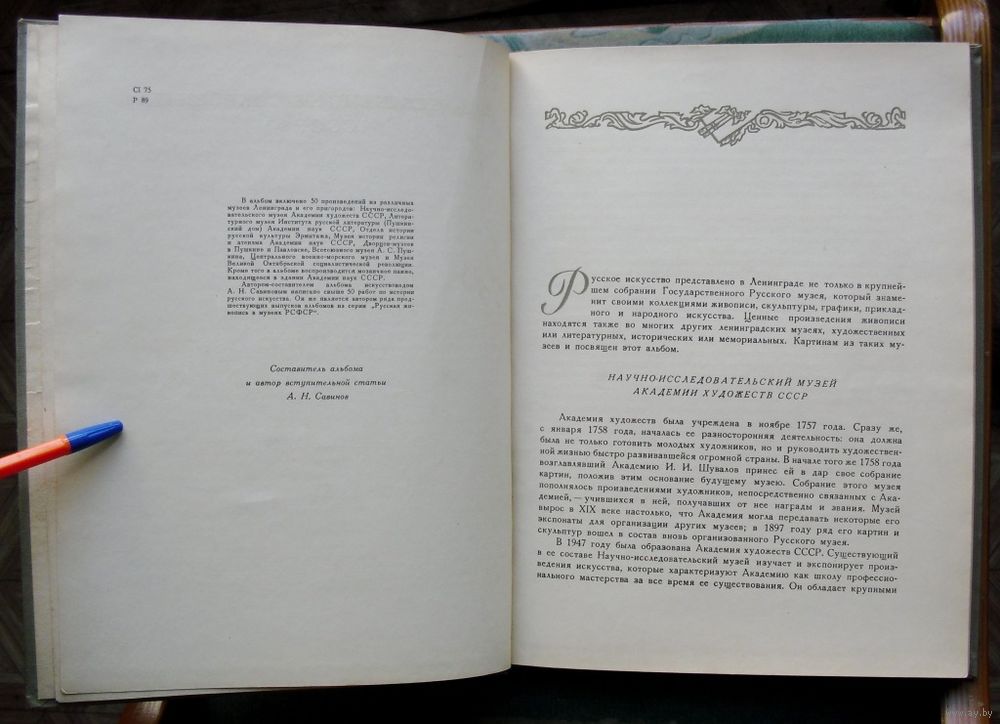 С1 75
Р 89
В альбом включено 50 произведений из различных
музеев Ленинграда и его пригородов: Научно-исследо-
вательского музея Академии художеств СССР, Литера-
турного музея Института русской литературы (Пушкин-
ский дом) Академии наук СССР, Отдела истории
русской культуры Эрмитажа, Музея истории религии
и атеизма Академии наук СССР, Дворцов-музеев
в Пушкине и Павловске, Всесоюзного музея А. С. Пуш-
кина, Центрального военно-морского музея и Музея
Великой Октябрьской социалистической революции.
Кроме того в альбоме воспроизводится мозаичное панно,
находящееся в здании Академии наук СССР.
Автором-составителем альбома искусствоведом
А. Н. Савиновым написано свыше 50 работ по истории
русского искусства. Он же является автором ряда пред-
шествующих выпусков альбомов из серии „Русская жи-
вопись в музеях РСФСР“.
Составитель альбома
и автор вступительной статьи
А. Н. Савинов
Русское искусство представлено в Ленинграде не только в крупней-
шем собрании Государственного Русского музея, который знаме-
нит своими коллекциями живописи, скульптуры, графики, приклад-
ного и народного искусства. Ценные произведения живописи
находятся также во многих других ленинградских музеях, художественных
или литературных, исторических или мемориальных. Картинам из таких му-
зеев и посвящен этот альбом.
НАУЧНО-ИССЛЕДОВАТЕЛЬСКИЙ МУЗЕЙ
АКАДЕМИИ ХУДОЖЕСТВ СССР
Академия художеств была учреждена в ноябре 1757 года. Сразу же,
с января 1758 года, началась ее разносторонняя деятельность: она должна
была не только готовить молодых художников, но и руководить художествен-
ной жизнью быстро развивавшейся огромной страны. В начале того же 1758 года
возглавлявший Академию И. И. Шувалов принес ей в дар свое собрание
картин, положив этим основание будущему музею. Собрание этого музея
пополнялось произведениями художников, непосредственно связанных с Ака-
демией, — учившихся в ней, получавших от нее награды и звания. Музей
вырос в XIX веке настолько, что Академия могла передавать некоторые его
экспонаты для организации других музеев; в 1897 году ряд его картин и
скульптур вошел в состав вновь организованного Русского музея.
В 1947 году была образована Академия художеств СССР. Существующий
в ее составе Научно-исследовательский музей изучает и экспонирует произ-
ведения искусства, которые характеризуют Академию как школу профессио-
нального мастерства за все время ее существования. Он обладает крупными
www.ay.by